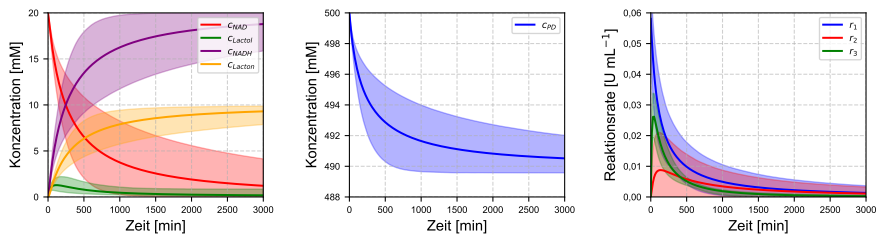 20
15
10
5
0
Konzentration [mM]
0 500 1000 1500 2000 2500 3000
Zeit [min]
c_NAD
c_Lactol
c_NADH
c_Lacton
500
498
496
494
492
490
488
Konzentration [mM]
0 500 1000 1500 2000 2500 3000
Zeit [min]
c_PD
0,06
0,05
0,04
0,03
0,02
0,01
0,00
Reaktionsrate [U mL⁻¹]
0 500 1000 1500 2000 2500 3000
Zeit [min]
r₁
r₂
r₃